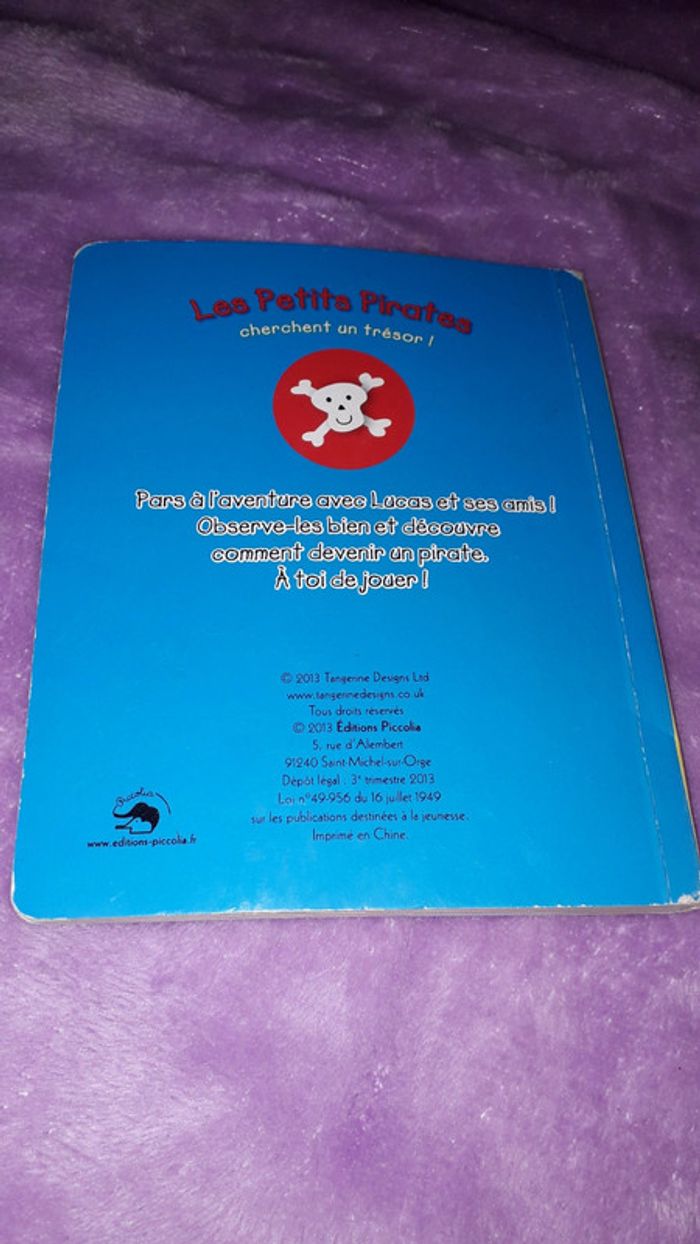 Les Petits Pirates
cherchent un trésor !
Pars à l'aventure avec Lucas et ses amis !
Observe-les bien et découvre
comment devenir un pirate.
À toi de jouer !
© 2013 Tangerine Designs Ltd
www.tangerinedesigns.co.uk
Tous droits réservés
© 2013 Éditions Piccolia
5, rue d'Alembert
91240 Saint-Michel-sur-Orge
Dépôt légal : 3e trimestre 2013
Loi n°49-956 du 16 juillet 1949
sur les publications destinées à la jeunesse.
Imprimé en Chine.
Piccolia
www.editions-piccolia.fr